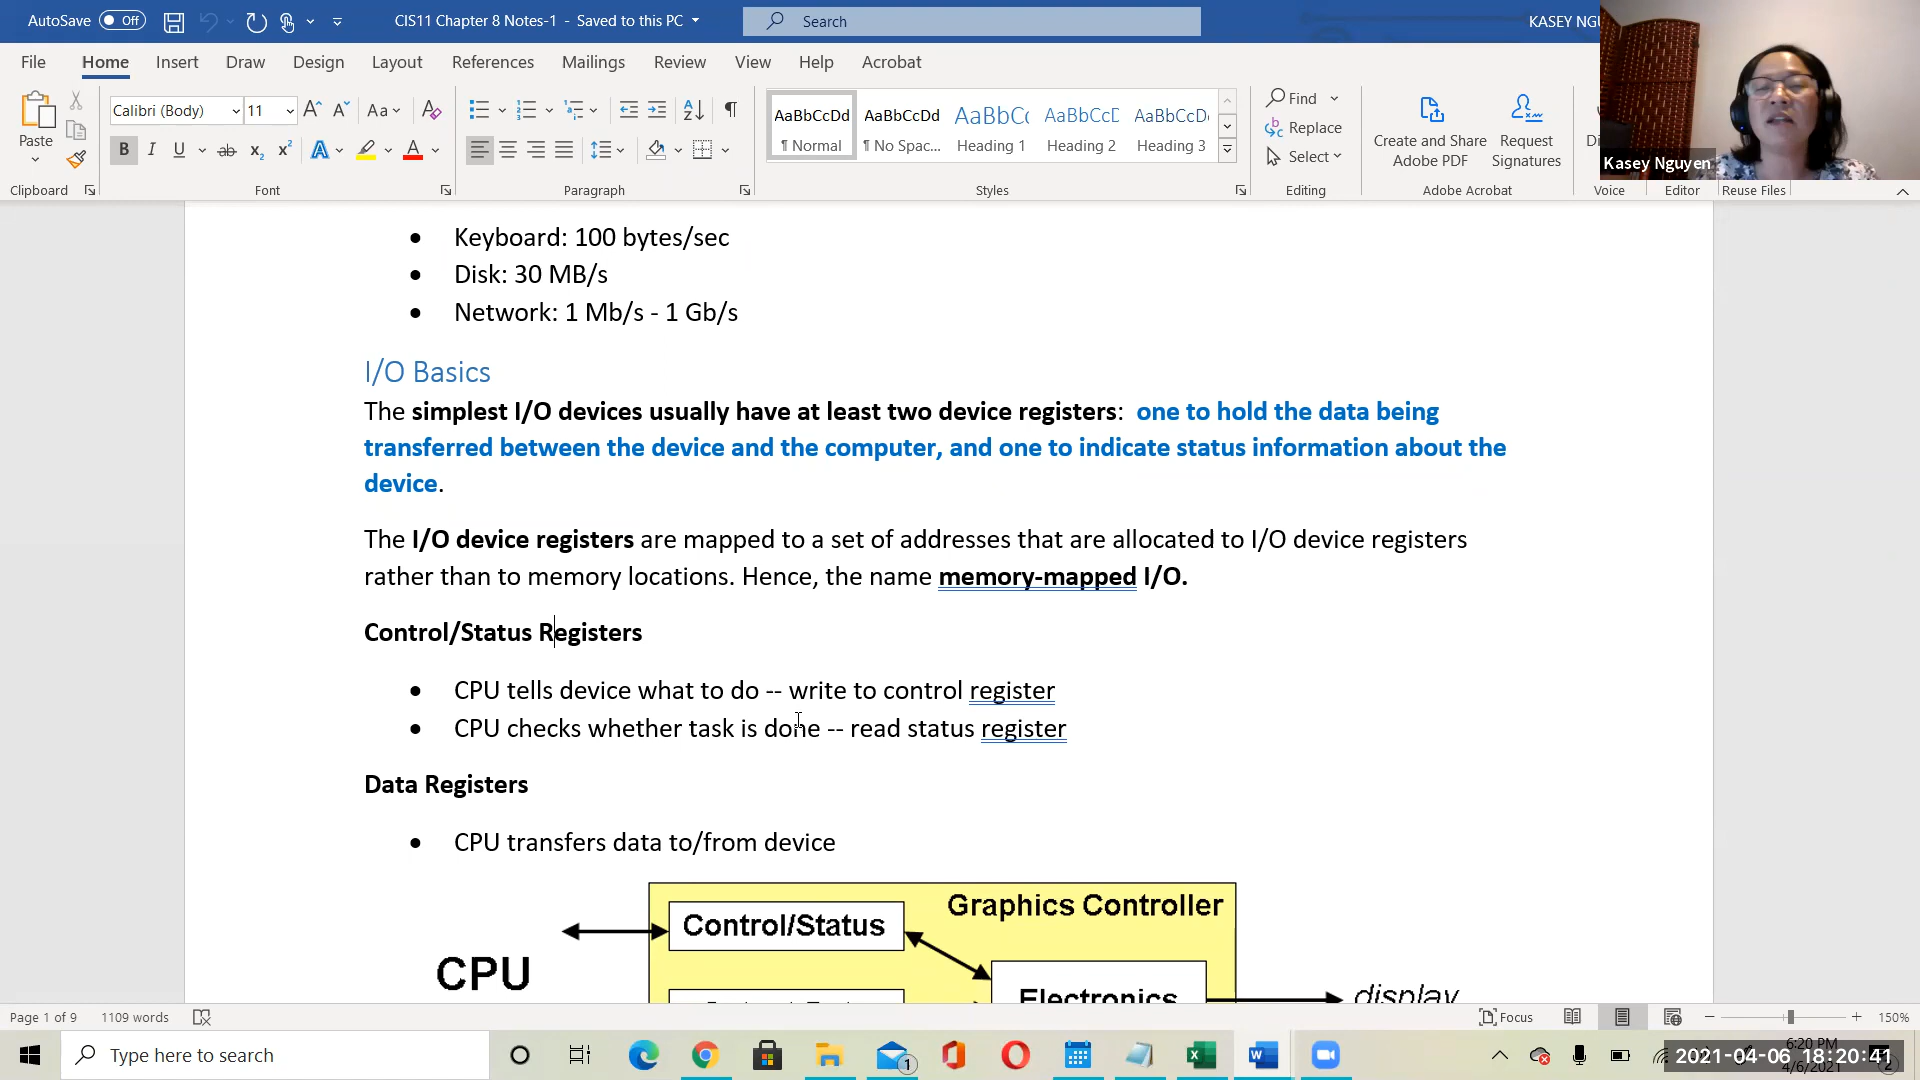 AutoSave Off CIS11 Chapter 8 Notes-1 - Saved to this PC Search KASEY
File Home Insert Draw Design Layout References Mailings Review View Help Acrobat
Calibri (Body) 11 Aa
Paste
AaBbCcDd AaBbCcDd AaBbC AaBbCcD AaBbCcD
¶ Normal ¶ No Spac... Heading 1 Heading 2 Heading 3
Find
Replace
Select
Create and Share Adobe PDF
Request Signatures
Kasey Nguyen
Clipboard Font Paragraph Styles Editing Adobe Acrobat Voice Editor Reuse Files
• Keyboard: 100 bytes/sec
• Disk: 30 MB/s
• Network: 1 Mb/s - 1 Gb/s
I/O Basics
The simplest I/O devices usually have at least two device registers: one to hold the data being
transferred between the device and the computer, and one to indicate status information about the
device.
The I/O device registers are mapped to a set of addresses that are allocated to I/O device registers
rather than to memory locations. Hence, the name memory-mapped I/O.
Control/Status Registers
• CPU tells device what to do -- write to control register
• CPU checks whether task is done -- read status register
Data Registers
• CPU transfers data to/from device
Graphics Controller
Control/Status
CPU
Electronics
display
Page 1 of 9 1109 words Focus 150%
Type here to search
1
6:20 PM
2021-04-06 18:20:41